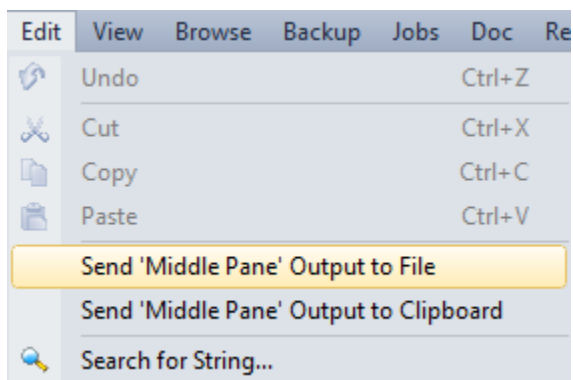 Edit View Browse Backup Jobs Doc Re
Undo Ctrl+Z
Cut Ctrl+X
Copy Ctrl+C
Paste Ctrl+V
Send 'Middle Pane' Output to File
Send 'Middle Pane' Output to Clipboard
Search for String...